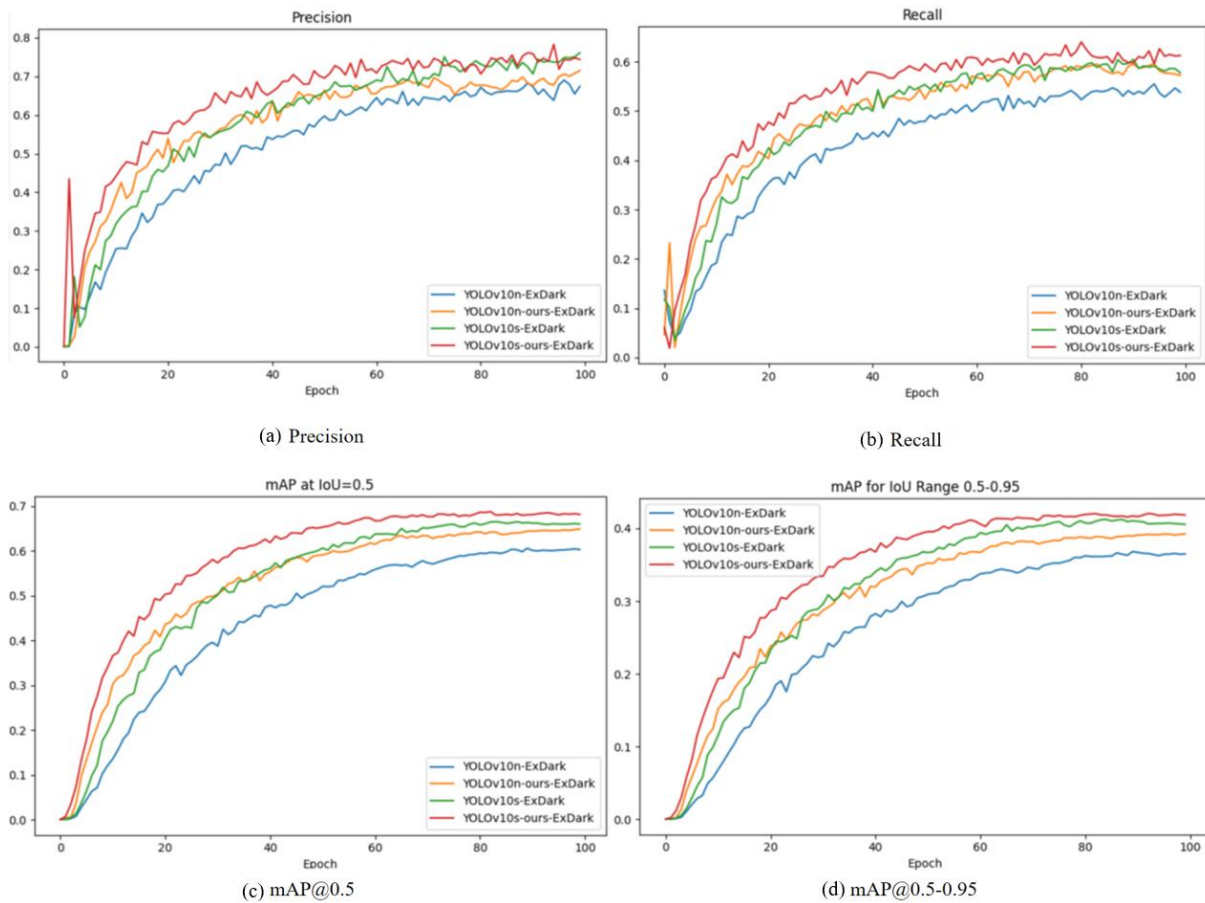 Precision
0.8
0.7
0.6
0.5
0.4
0.3
0.2
0.1
0.0
YOLOv10n-ExDark
YOLOv10n-ours-ExDark
YOLOv10s-ExDark
YOLOv10s-ours-ExDark
0 20 40 60 80 100
Epoch
(a) Precision
Recall
0.6
0.5
0.4
0.3
0.2
0.1
0.0
YOLOv10n-ExDark
YOLOv10n-ours-ExDark
YOLOv10s-ExDark
YOLOv10s-ours-ExDark
0 20 40 60 80 100
Epoch
(b) Recall
mAP at IoU=0.5
0.7
0.6
0.5
0.4
0.3
0.2
0.1
0.0
YOLOv10n-ExDark
YOLOv10n-ours-ExDark
YOLOv10s-ExDark
YOLOv10s-ours-ExDark
0 20 40 60 80 100
Epoch
(c) mAP@0.5
mAP for IoU Range 0.5-0.95
YOLOv10n-ExDark
YOLOv10n-ours-ExDark
YOLOv10s-ExDark
YOLOv10s-ours-ExDark
0.4
0.3
0.2
0.1
0.0
0 20 40 60 80 100
Epoch
(d) mAP@0.5-0.95